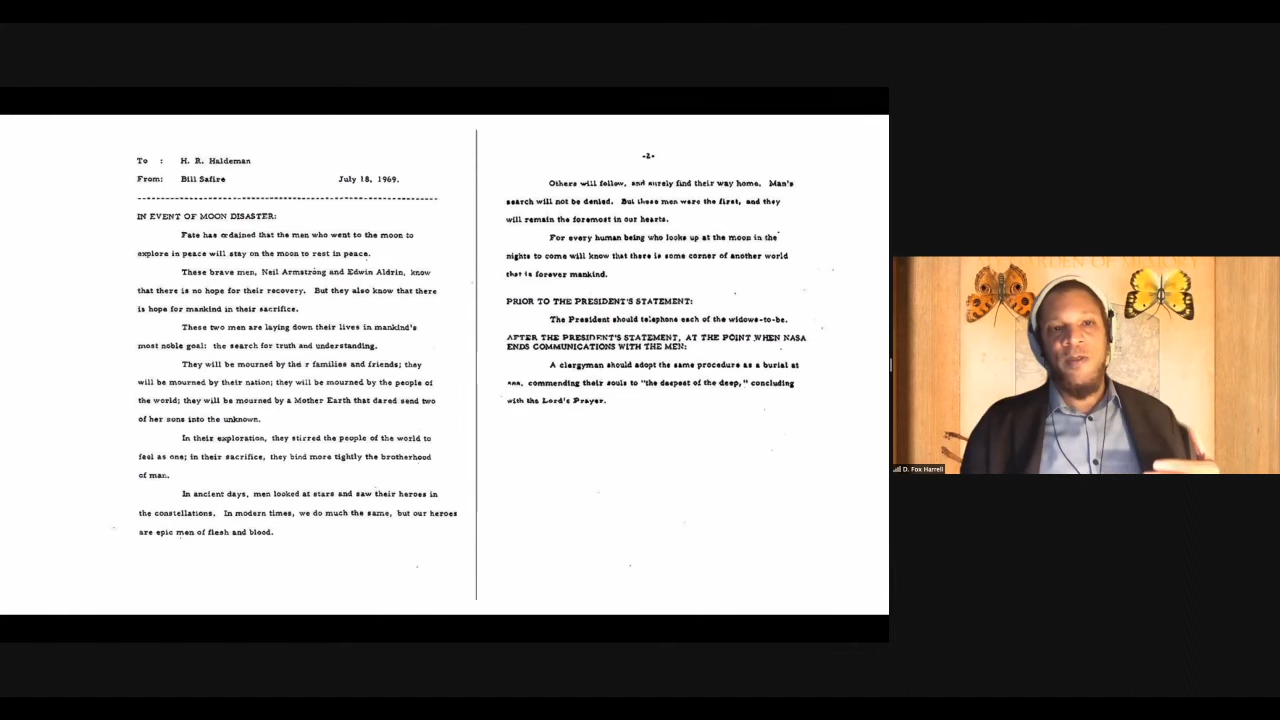 To : H. R. Haldeman
From: Bill Safire July 18, 1969.
IN EVENT OF MOON DISASTER:
Fate has ordained that the men who went to the moon to
explore in peace will stay on the moon to rest in peace.
These brave men, Neil Armstrong and Edwin Aldrin, know
that there is no hope for their recovery. But they also know that there
is hope for mankind in their sacrifice.
These two men are laying down their lives in mankind's
most noble goal: the search for truth and understanding.
They will be mourned by the r families and friends; they
will be mourned by their nation; they will be mourned by the people of
the world; they will be mourned by a Mother Earth that dared send two
of her sons into the unknown.
In their exploration, they stirred the people of the world to
feel as one; in their sacrifice, they bind more tightly the brotherhood
of man.
In ancient days, men looked at stars and saw their heroes in
the constellations. In modern times, we do much the same, but our heroes
are epic men of flesh and blood.
-2-
Others will follow, and surely find their way home. Man's
search will not be denied. But these men were the first, and they
will remain the foremost in our hearts.
For every human being who looks up at the moon in the
nights to come will know that there is some corner of another world
that is forever mankind.
PRIOR TO THE PRESIDENT'S STATEMENT:
The President should telephone each of the widows-to-be.
AFTER THE PRESIDENT'S STATEMENT, AT THE POINT WHEN NASA
ENDS COMMUNICATIONS WITH THE MEN:
A clergyman should adopt the same procedure as a burial at
sea, commending their souls to "the deepest of the deep," concluding
with the Lord's Prayer.
OF MEMORY
D. Fox Harrell